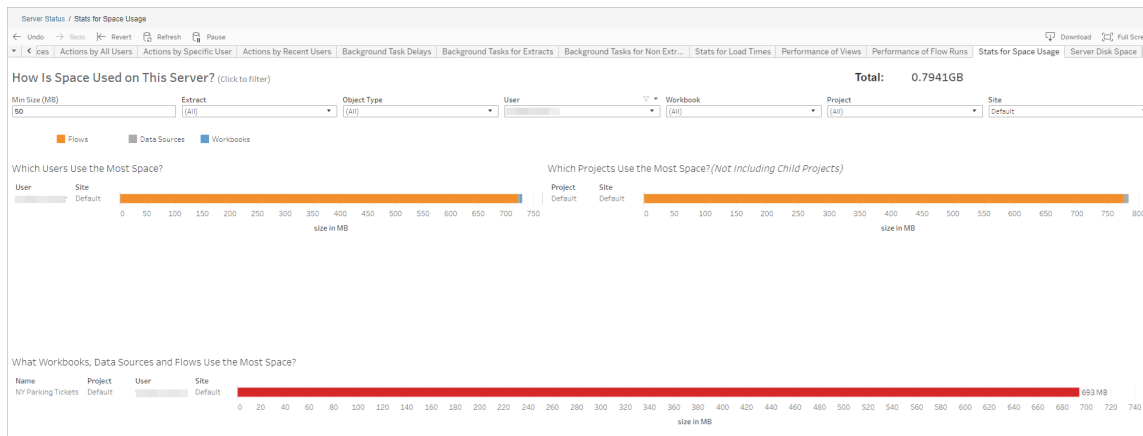 Server Status / Stats for Space Usage
Undo Redo Revert Refresh Pause Download Full Scre
ces Actions by All Users Actions by Specific User Actions by Recent Users Background Task Delays Background Tasks for Extracts Background Tasks for Non Extr... Stats for Load Times Performance of Views Performance of Flow Runs Stats for Space Usage Server Disk Space
How Is Space Used on This Server? (Click to filter) Total: 0.7941GB
Min Size (MB) Extract Object Type User Workbook Project Site
50 (All) (All) (All) (All) Default
Flows Data Sources Workbooks
Which Users Use the Most Space? Which Projects Use the Most Space?(Not Including Child Projects)
User Site Project Site
Default Default Default
0 50 100 150 200 250 300 350 400 450 500 550 600 650 700 750 0 50 100 150 200 250 300 350 400 450 500 550 600 650 700 750 800
size in MB size in MB
What Workbooks, Data Sources and Flows Use the Most Space?
Name Project User Site
NY Parking Tickets Default Default 693 MB
0 20 40 60 80 100 120 140 160 180 200 220 240 260 280 300 320 340 360 380 400 420 440 460 480 500 520 540 560 580 600 620 640 660 680 700 720 740
size in MB